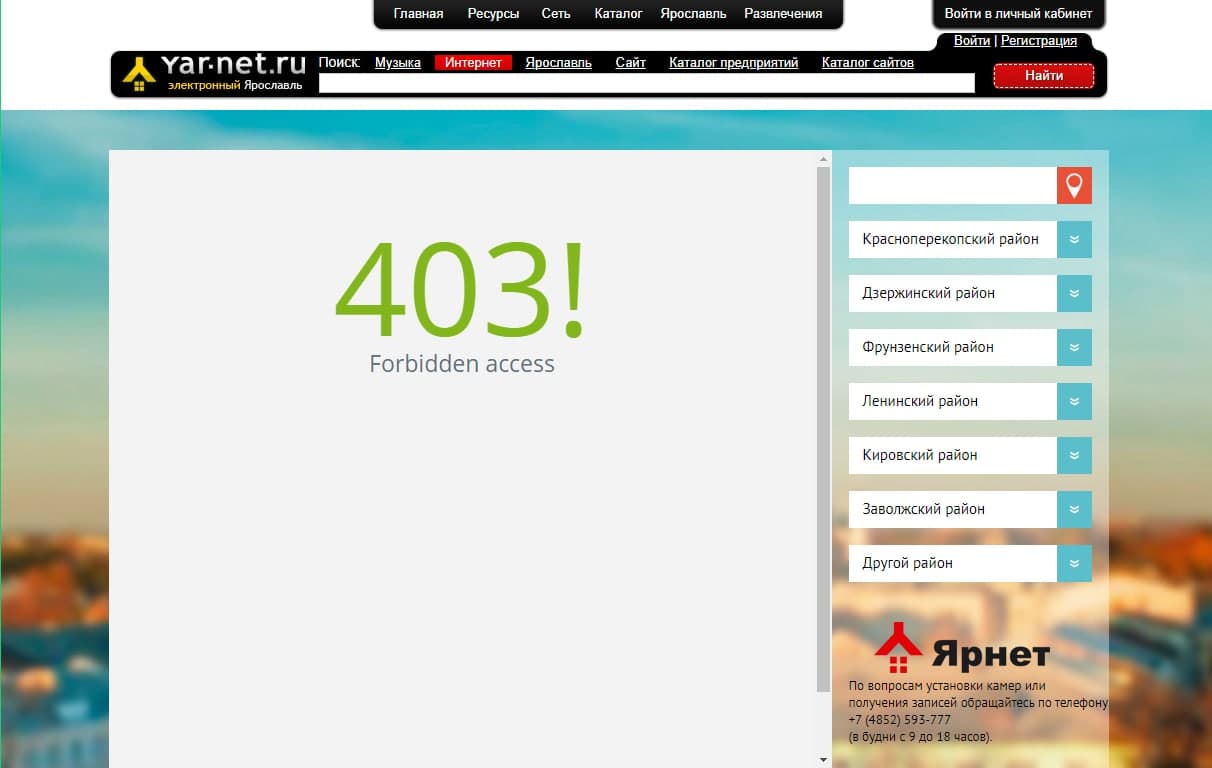 Главная Ресурсы Сеть Каталог Ярославль Развлечения
Войти в личный кабинет
Войти | Регистрация
yar-net.ru
электронный Ярославль
Поиск: Музыка Интернет Ярославль Сайт Каталог предприятий Каталог сайтов
Найти
403!
Forbidden access
Красноперекопский район
Дзержинский район
Фрунзенский район
Ленинский район
Кировский район
Заволжский район
Другой район
Ярнет
По вопросам установки камер или
получения записей обращайтесь по телефону
+7 (4852) 593-777
(в будни с 9 до 18 часов).